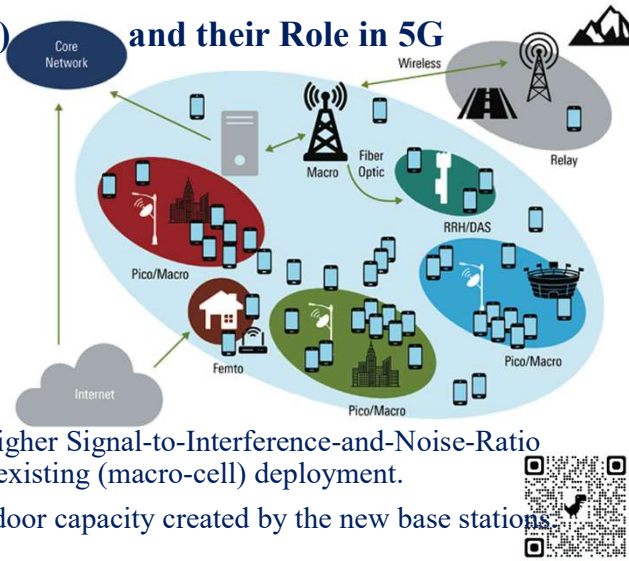 ) and their Role in 5G
Core
Network
Wireless
Macro
Fiber
Optic
Relay
RRH/DAS
Pico/Macro
Femto
Pico/Macro
Pico/Macro
Internet
igher Signal-to-Interference-and-Noise-Ratio
existing (macro-cell) deployment.
door capacity created by the new base stations.